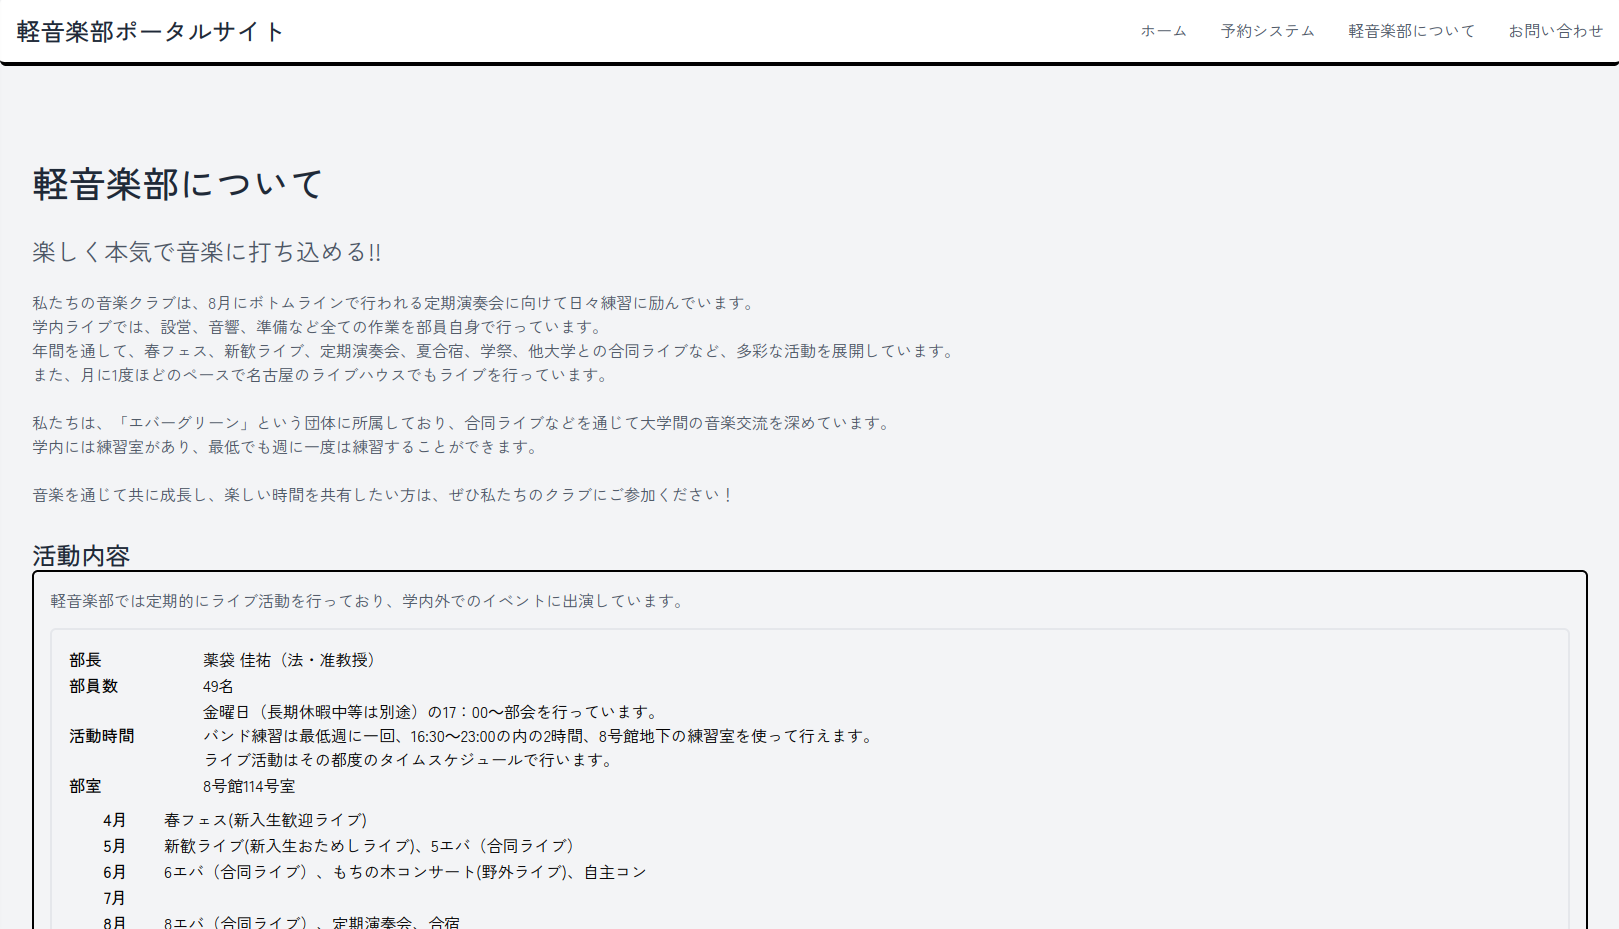 軽音楽部ポータルサイト
ホーム 予約システム 軽音楽部について お問い合わせ
軽音楽部について
楽しく本気で音楽に打ち込める!!
私たちの音楽クラブは、8月にボトムラインで行われる定期演奏会に向けて日々練習に励んでいます。
学内ライブでは、設営、音響、準備など全ての作業を部員自身で行っています。
年間を通して、春フェス、新歓ライブ、定期演奏会、夏合宿、学祭、他大学との合同ライブなど、多彩な活動を展開しています。
また、月に1度ほどのペースで名古屋のライブハウスでもライブを行っています。
私たちは、「エバーグリーン」という団体に所属しており、合同ライブなどを通じて大学間の音楽交流を深めています。
学内には練習室があり、最低でも週に一度は練習することができます。
音楽を通じて共に成長し、楽しい時間を共有したい方は、ぜひ私たちのクラブにご参加ください！
活動内容
軽音楽部では定期的にライブ活動を行っており、学内外でのイベントに出演しています。
部長 薬袋 佳祐（法・准教授）
部員数 49名
金曜日（長期休暇中等は別途）の17：00〜部会を行っています。
活動時間 バンド練習は最低週に一回、16:30〜23:00の内の2時間、8号館地下の練習室を使って行えます。
ライブ活動はその都度のタイムスケジュールで行います。
部室 8号館114号室
4月 春フェス(新入生歓迎ライブ)
5月 新歓ライブ(新入生おためしライブ)、5エバ（合同ライブ）
6月 6エバ（合同ライブ）、もちの木コンサート(野外ライブ)、自主コン
7月
8月 8エバ（合同ライブ）、定期演奏会、合宿